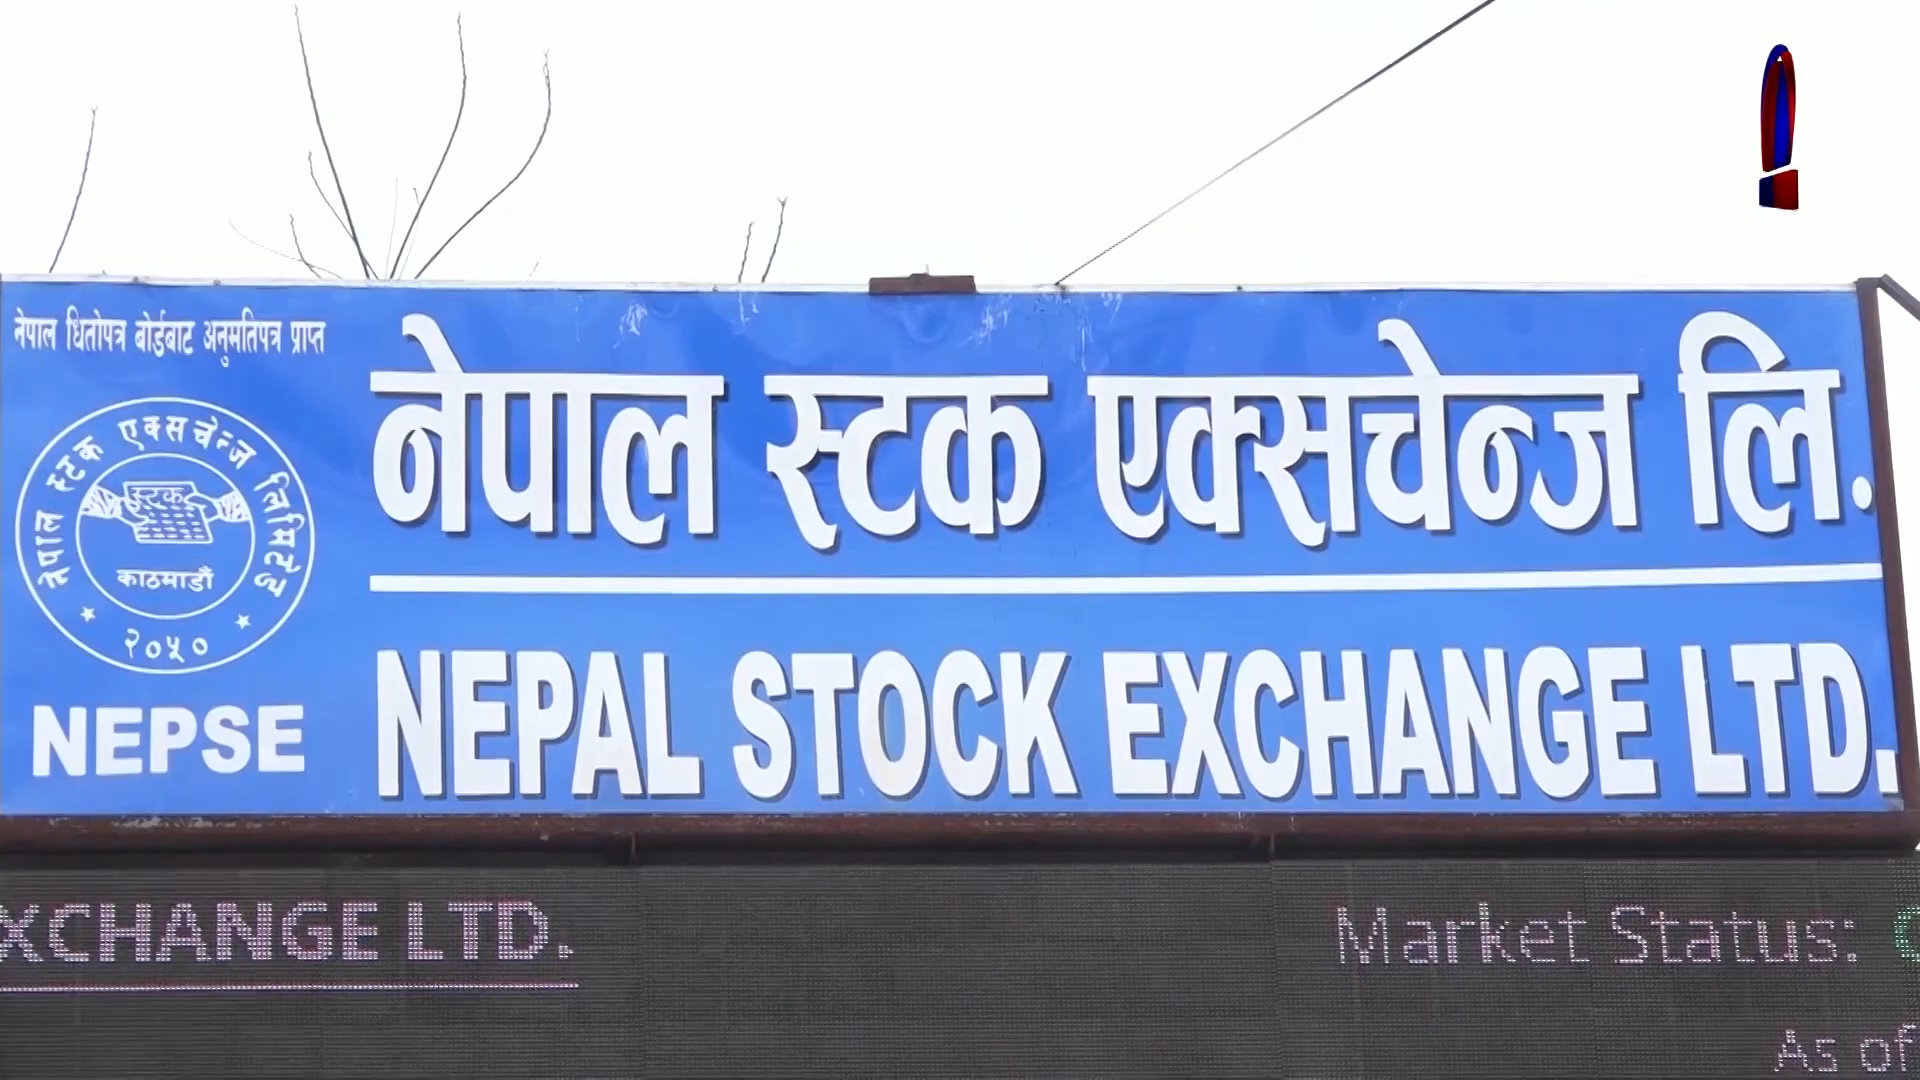 नेपाल धितोपत्र बोर्डबाट अनुमतिपत्र प्राप्त
नेपाल स्टक एक्सचेन्ज लि.
नेपाल स्टक एक्सचेन्ज लिमिटेड
स्टक
काठमाडौं
२०५०
NEPSE
NEPAL STOCK EXCHANGE LTD.
XCHANGE LTD.
Market Status:
As of